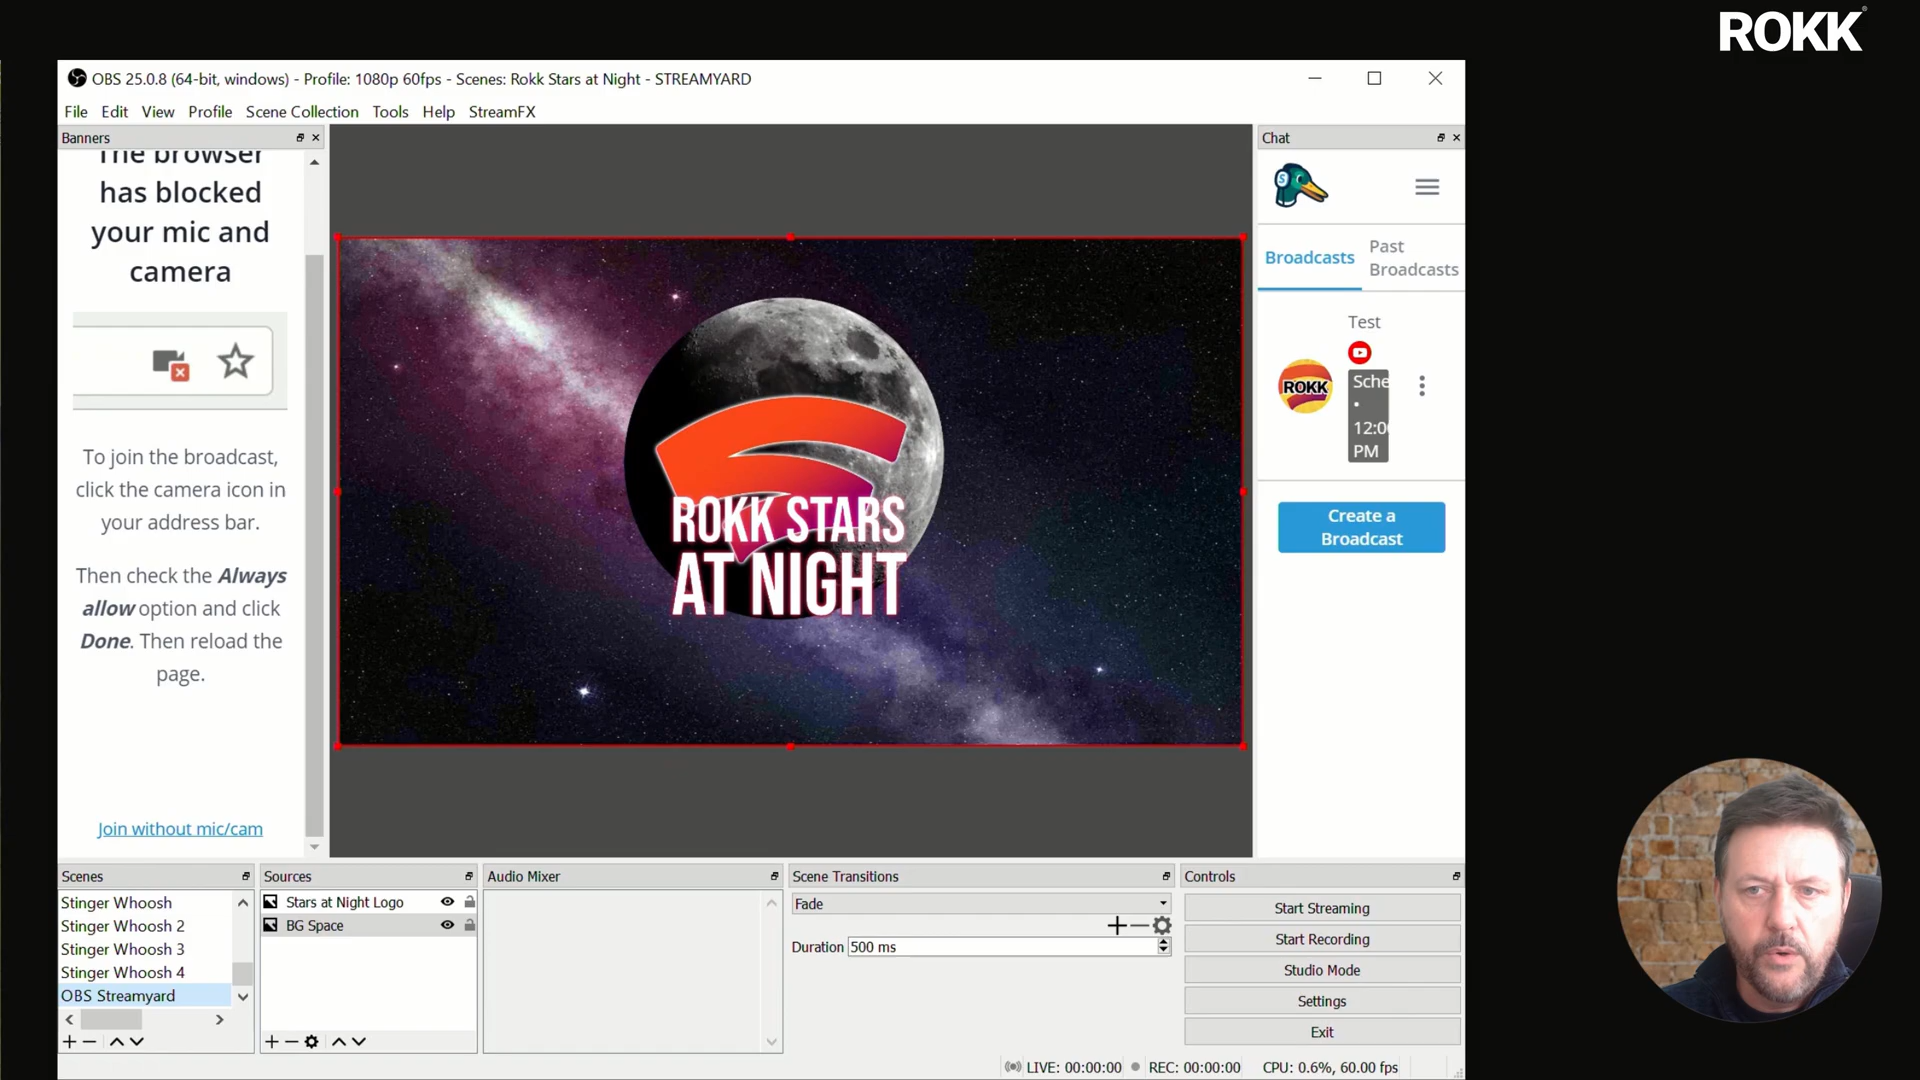 ROKK
OBS 25.0.8 (64-bit, windows) - Profile: 1080p 60fps - Scenes: Rokk Stars at Night - STREAMYARD
File Edit View Profile Scene Collection Tools Help StreamFX
Banners
The browser
has blocked
your mic and
camera
To join the broadcast,
click the camera icon in
your address bar.
Then check the Always
allow option and click
Done. Then reload the
page.
Join without mic/cam
ROKK STARS
AT NIGHT
Chat
S
Broadcasts
Past
Broadcasts
Test
ROKK
Sche
•
12:00
PM
Create a
Broadcast
Scenes
Stinger Whoosh
Stinger Whoosh 2
Stinger Whoosh 3
Stinger Whoosh 4
OBS Streamyard
Sources
Stars at Night Logo
BG Space
Audio Mixer
Scene Transitions
Fade
Duration 500 ms
Controls
Start Streaming
Start Recording
Studio Mode
Settings
Exit
LIVE: 00:00:00 REC: 00:00:00 CPU: 0.6%, 60.00 fps